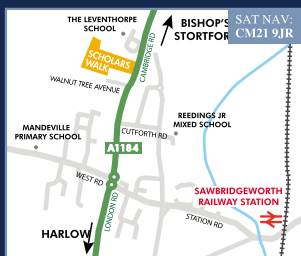 THE LEVENTHORPE
SCHOOL
BISHOP'S
STORTFOR
SAT NAV:
CM21 9JR
SCHOLARS
WALK
CAMBRIDGE RD
WALNUT TREE AVENUE
MANDEVILLE
PRIMARY SCHOOL
CUTFORTH RD
REEDINGS JR
MIXED SCHOOL
A1184
WEST RD
LONDON RD
SAWBRIDGEWORTH
RAILWAY STATION
STATION RD
HARLOW